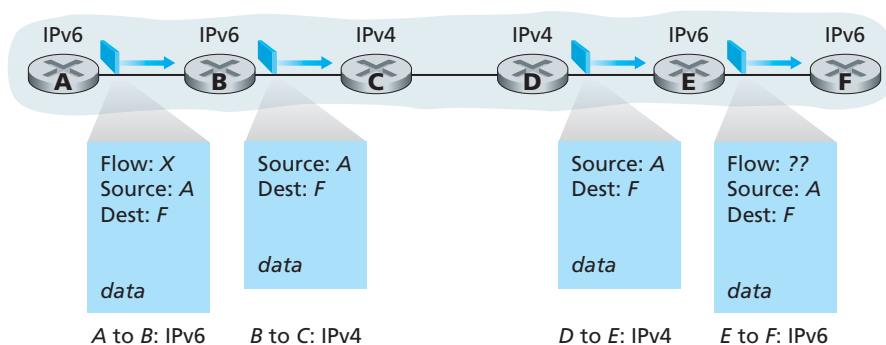 IPv6 IPv6 IPv4 IPv4 IPv6 IPv6
A B C D E F
Flow: X
Source: A
Dest: F
data
Source: A
Dest: F
data
Source: A
Dest: F
data
Flow: ??
Source: A
Dest: F
data
A to B: IPv6 B to C: IPv4 D to E: IPv4 E to F: IPv6